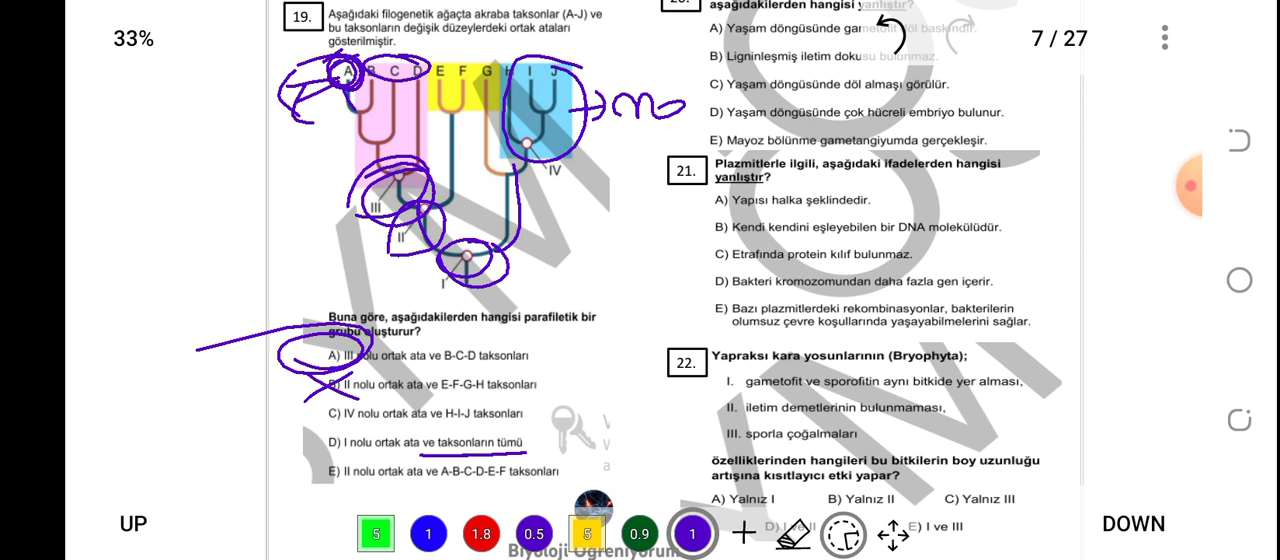 33%
7 / 27
19.
Aşağıdaki filogenetik ağaçta akraba taksonlar (A-J) ve
bu taksonların değişik düzeylerdeki ortak ataları
gösterilmiştir.
A B C D E F G H I J
IV
III
II
I
Buna göre, aşağıdakilerden hangisi parafiletik bir
grubu oluşturur?
A) III nolu ortak ata ve B-C-D taksonları
B) II nolu ortak ata ve E-F-G-H taksonları
C) IV nolu ortak ata ve H-I-J taksonları
D) I nolu ortak ata ve taksonların tümü
E) II nolu ortak ata ve A-B-C-D-E-F taksonları
aşağıdakilerden hangisi yanlıştır?
A) Yaşam döngüsünde gametofit döl baskındır.
B) Ligninleşmiş iletim dokusu bulunmaz.
C) Yaşam döngüsünde döl almaşı görülür.
D) Yaşam döngüsünde çok hücreli embriyo bulunur.
E) Mayoz bölünme gametangiyumda gerçekleşir.
21.
Plazmitlerle ilgili, aşağıdaki ifadelerden hangisi
yanlıştır?
A) Yapısı halka şeklindedir.
B) Kendi kendini eşleyebilen bir DNA molekülüdür.
C) Etrafında protein kılıf bulunmaz.
D) Bakteri kromozomundan daha fazla gen içerir.
E) Bazı plazmitlerdeki rekombinasyonlar, bakterilerin
olumsuz çevre koşullarında yaşayabilmelerini sağlar.
22.
Yapraksı kara yosunlarının (Bryophyta);
I. gametofit ve sporofitin aynı bitkide yer alması,
II. iletim demetlerinin bulunmaması,
III. sporla çoğalmaları
özelliklerinden hangileri bu bitkilerin boy uzunluğu
artışına kısıtlayıcı etki yapar?
A) Yalnız I B) Yalnız II C) Yalnız III
D) I ve II E) I ve III
UP
5 1 1.8 0.5 5 0.9 1
DOWN
Biyoloji Öğreniyorum